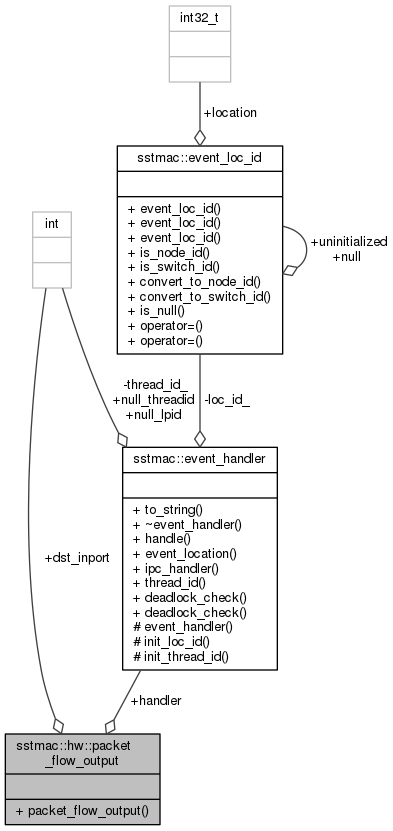 int32_t
+location
sstmac::event_loc_id
+ event_loc_id()
+ event_loc_id()
+ event_loc_id()
+ is_node_id()
+ is_switch_id()
+ convert_to_node_id()
+ convert_to_switch_id()
+ is_null()
+ operator=()
+ operator=()
+uninitialized
+null
int
-thread_id_
+null_threadid
+null_lpid
-loc_id_
sstmac::event_handler
+ to_string()
+ ~event_handler()
+ handle()
+ event_location()
+ ipc_handler()
+ thread_id()
+ deadlock_check()
+ deadlock_check()
# event_handler()
# init_loc_id()
# init_thread_id()
+dst_inport
+handler
sstmac::hw::packet
_flow_output
+ packet_flow_output()